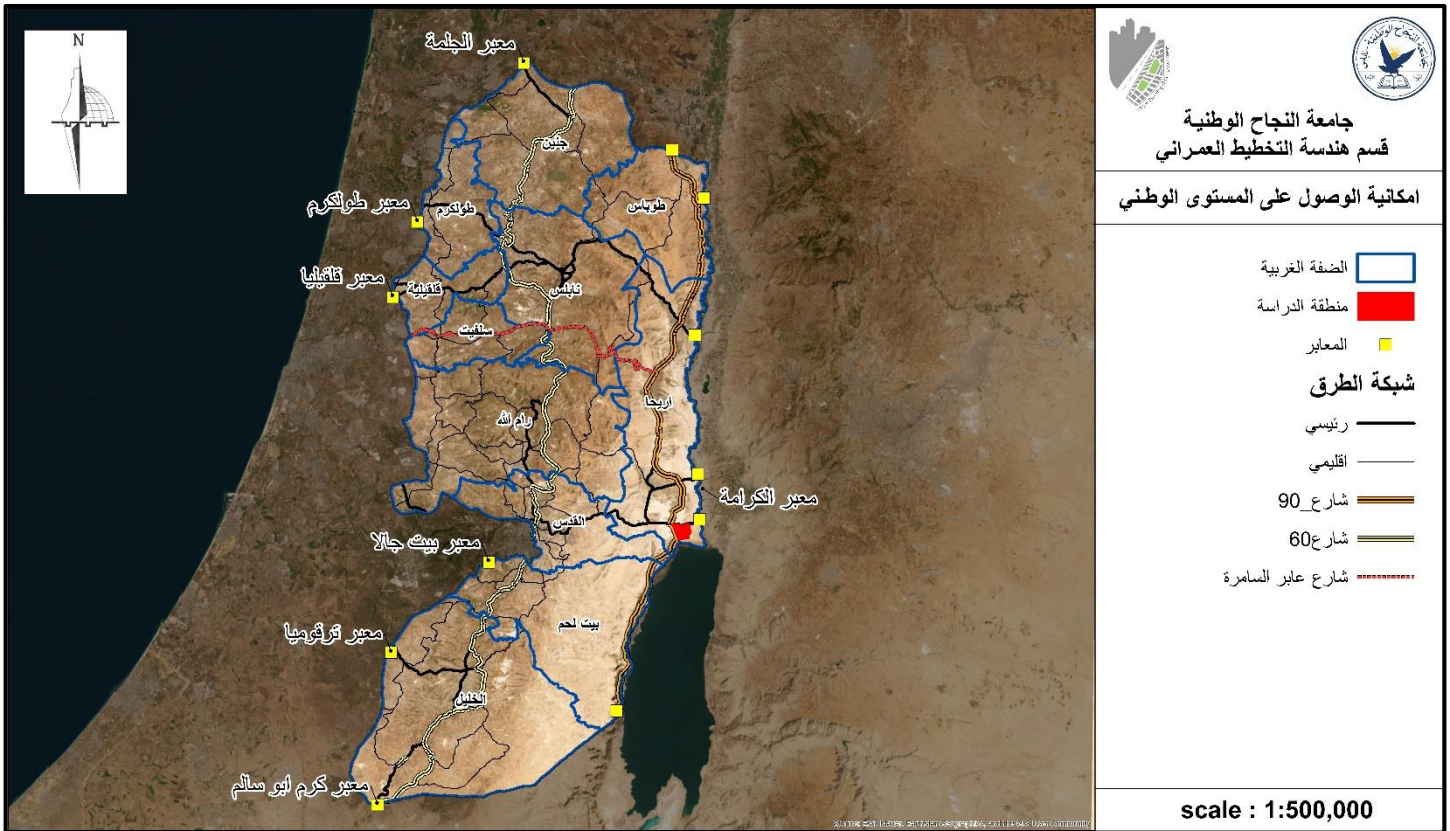 N
معبر الجلمة
جنين
معبر طولكرم
طولكرم
طوباس
معبر قلقيليا
قلقيلية
نابلس
سلفيت
اريحا
رام الله
معبر الكرامة
القدس
معبر بيت جالا
بيت لحم
معبر ترقوميا
الخليل
معبر كرم ابو سالم
جامعة النجاح الوطنية
قسم هندسة التخطيط العمراني
امكانية الوصول على المستوى الوطني
الضفة الغربية
منطقة الدراسة
المعابر
شبكة الطرق
رئيسي
اقليمي
شارع_90
شارع60
شارع عابر السامرة
scale : 1:500,000